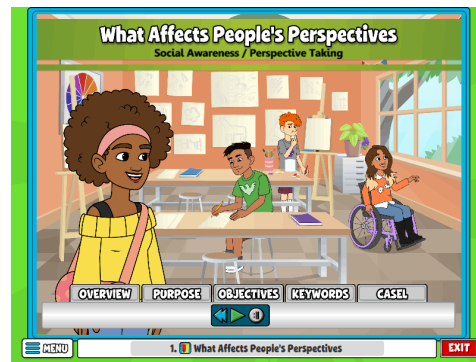 What Affects People's Perspectives
Social Awareness / Perspective Taking
OVERVIEW PURPOSE OBJECTIVES KEYWORDS CASEL
MENU 1. What Affects People's Perspectives EXIT